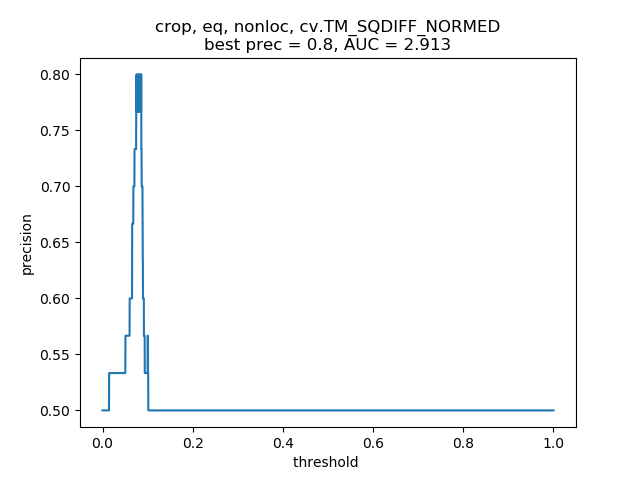 crop, eq, nonloc, cv.TM_SQDIFF_NORMED
best prec = 0.8, AUC = 2.913
0.80
0.75
0.70
0.65
0.60
0.55
0.50
precision
0.0 0.2 0.4 0.6 0.8 1.0
threshold